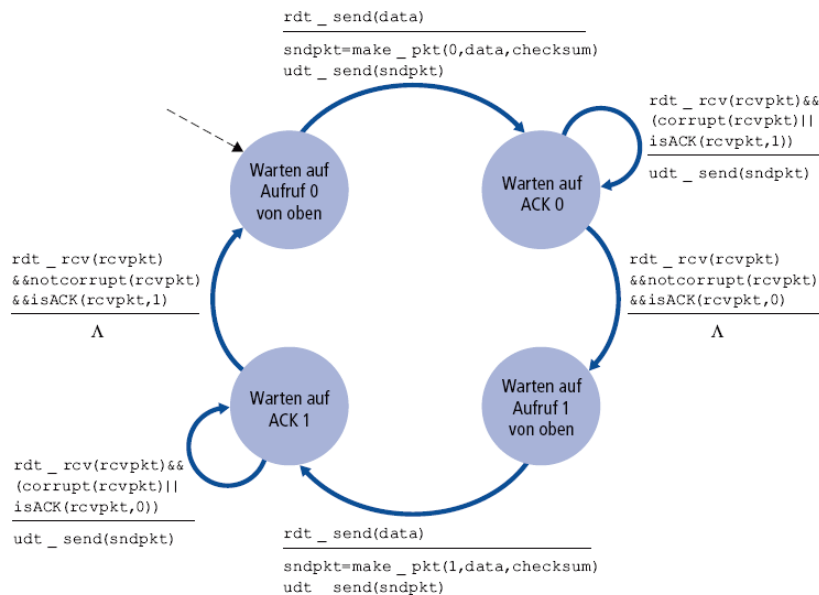 rdt _ send(data)
sndpkt=make _ pkt(0,data,checksum)
udt _ send(sndpkt)
rdt _ rcv(rcvpkt)&&
(corrupt(rcvpkt)||
isACK(rcvpkt,1))
udt _ send(sndpkt)
Warten auf
Aufruf 0
von oben
Warten auf
ACK 0
rdt _ rcv(rcvpkt)
&&notcorrupt(rcvpkt)
&&isACK(rcvpkt,1)
Λ
rdt _ rcv(rcvpkt)
&&notcorrupt(rcvpkt)
&&isACK(rcvpkt,0)
Λ
Warten auf
ACK 1
Warten auf
Aufruf 1
von oben
rdt _ rcv(rcvpkt)&&
(corrupt(rcvpkt)||
isACK(rcvpkt,0))
udt _ send(sndpkt)
rdt _ send(data)
sndpkt=make _ pkt(1,data,checksum)
udt _ send(sndpkt)